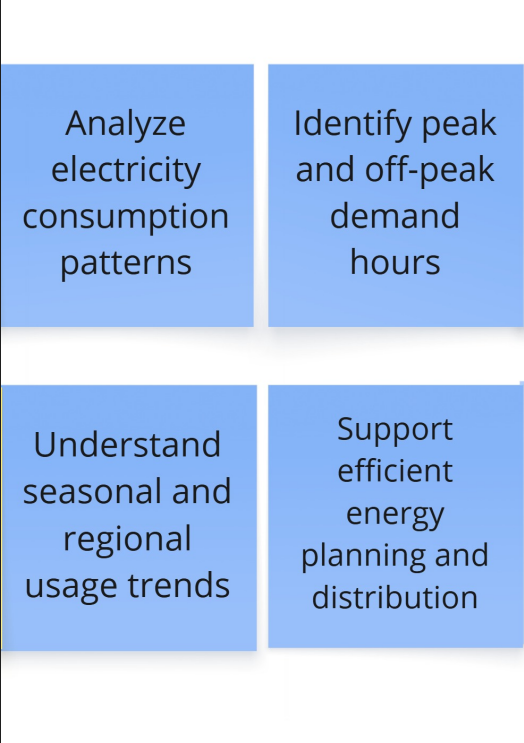 Analyze
electricity
consumption
patterns
Identify peak
and off-peak
demand
hours
Understand
seasonal and
regional
usage trends
Support
efficient
energy
planning and
distribution